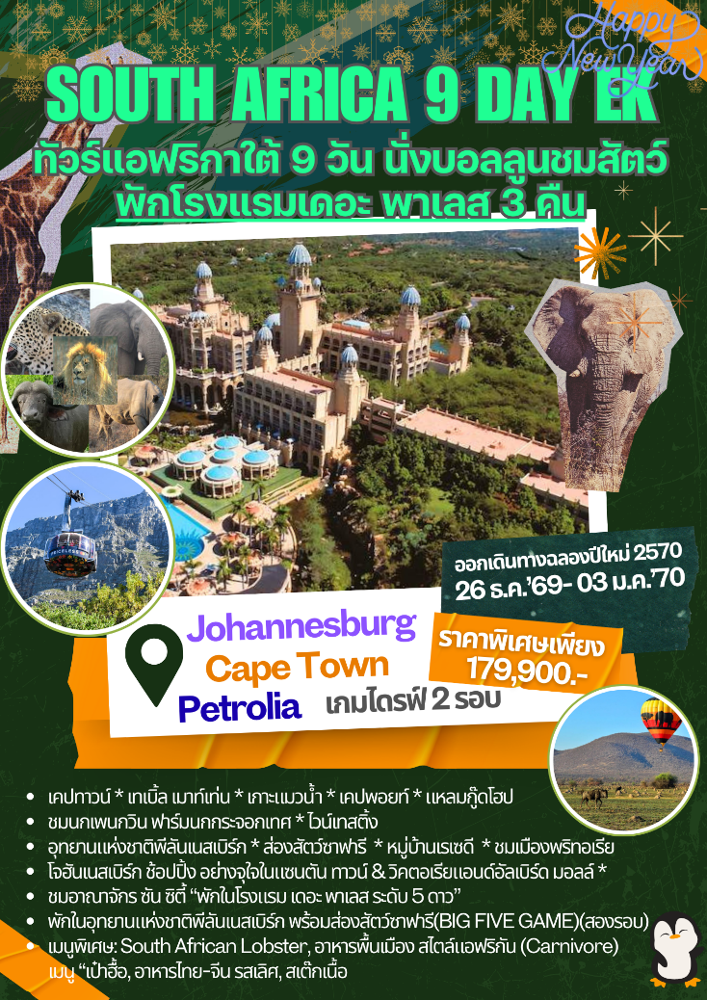 Happy
New Year
SOUTH AFRICA 9 DAY EK
ทัวร์แอฟริกาใต้ 9 วัน นั่งบอลลูนชมสัตว์
พักโรงแรมเดอะ พาเลส 3 คืน
ออกเดินทางฉลองปีใหม่ 2570
26 ธ.ค.’69- 03 ม.ค.’70
ราคาพิเศษเพียง
179,900.-
Johannesburg
Cape Town
Petrolia เกมไดรฟ์ 2 รอบ
• เคปทาวน์ * เทเบิ้ล เมาท์เท่น * เกาะแมวน้ำ * เคปพอยท์ * แหลมกู๊ดโฮป
• ชมนกเพนกวิน ฟาร์มนกกระจอกเทศ * ไวน์เทสติ้ง
• อุทยานแห่งชาติพีลันเนสเบิร์ก * ส่องสัตว์ซาฟารี * หมู่บ้านเรเซดี * ชมเมืองพริทอเรีย
• โจฮันเนสเบิร์ก ช้อปปิ้ง อย่างจุใจในแซนตัน ทาวน์ & วิคตอเรียแอนด์อัลเบิร์ด มอลล์ *
• ชมอาณาจักร ซัน ซิตี้ “พักในโรงแรม เดอะ พาเลส ระดับ 5 ดาว”
• พักในอุทยานแห่งชาติพีลันเนสเบิร์ก พร้อมส่องสัตว์ซาฟารี(BIG FIVE GAME)(สองรอบ)
• เมนูพิเศษ: South African Lobster, อาหารพื้นเมือง สไตล์แอฟริกัน (Carnivore)
เมนู “เป๋าฮื้อ, อาหารไทย-จีน รสเลิศ, สเต๊กเนื้อ